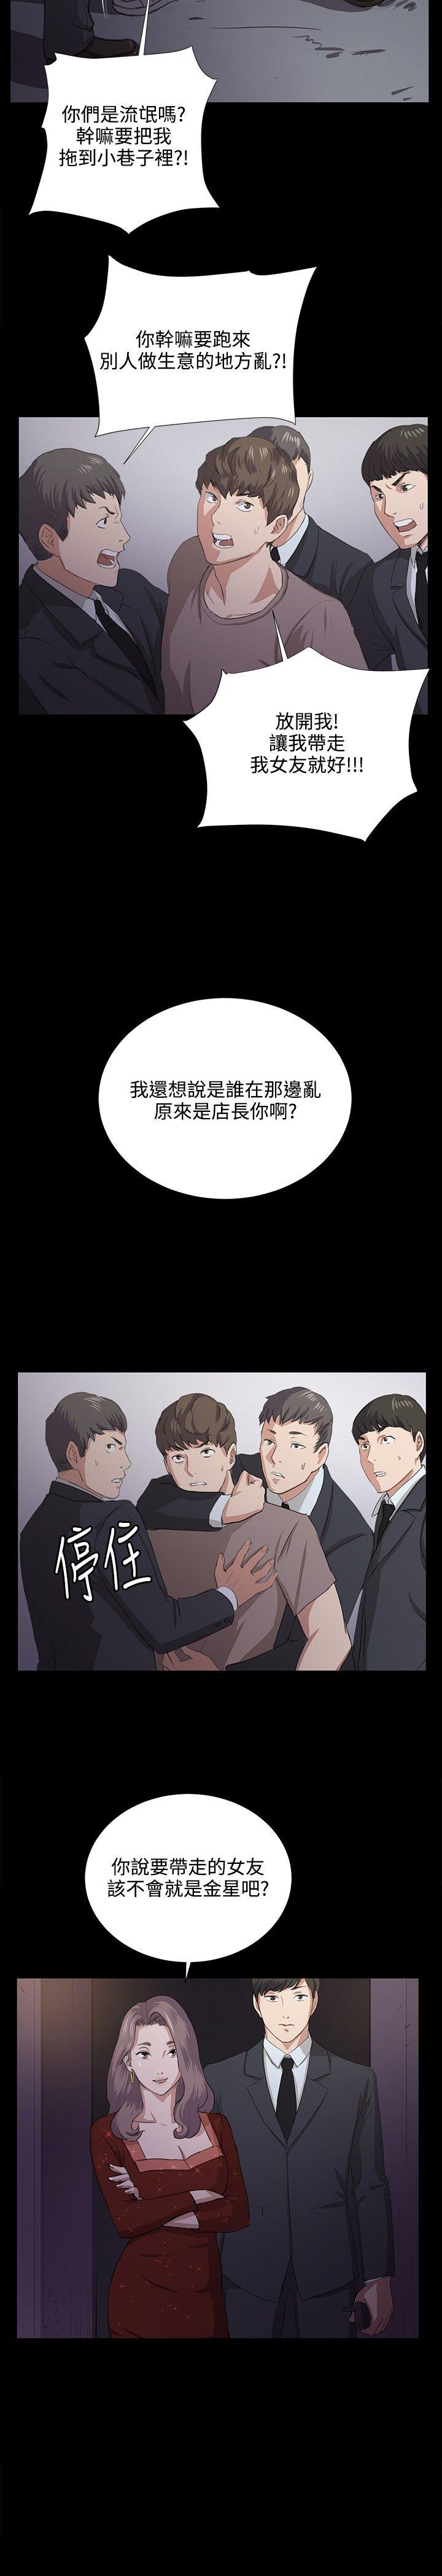 你們是流氓嗎?
幹嘛要把我
拖到小巷子裡?!
你幹嘛要跑來
別人做生意的地方亂?!
放開我!
讓我帶走
我女友就好!!!
我還想說是誰在那邊亂
原來是店長你啊?
停住
你說要帶走的女友
該不會就是金星吧?